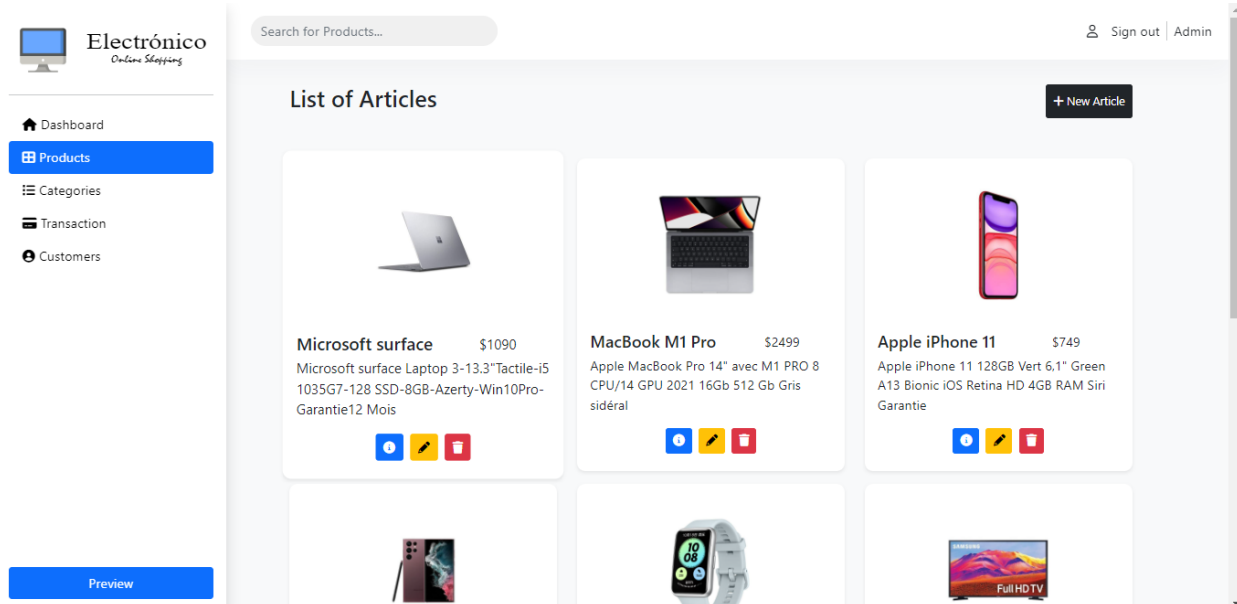 Electrónico
Online Shopping
Search for Products...
Sign out
Admin
Dashboard
Products
Categories
Transaction
Customers
Preview
List of Articles
New Article
Microsoft surface
$1090
Microsoft surface Laptop 3-13.3"Tactile-i5
1035G7-128 SSD-8GB-Azerty-Win10Pro-
Garantie12 Mois
MacBook M1 Pro
$2499
Apple MacBook Pro 14" avec M1 PRO 8
CPU/14 GPU 2021 16Gb 512 Gb Gris
sidéral
Apple iPhone 11
$749
Apple iPhone 11 128GB Vert 6,1" Green
A13 Bionic iOS Retina HD 4GB RAM Siri
Garantie
10
08
SAMSUNG
Full HD TV